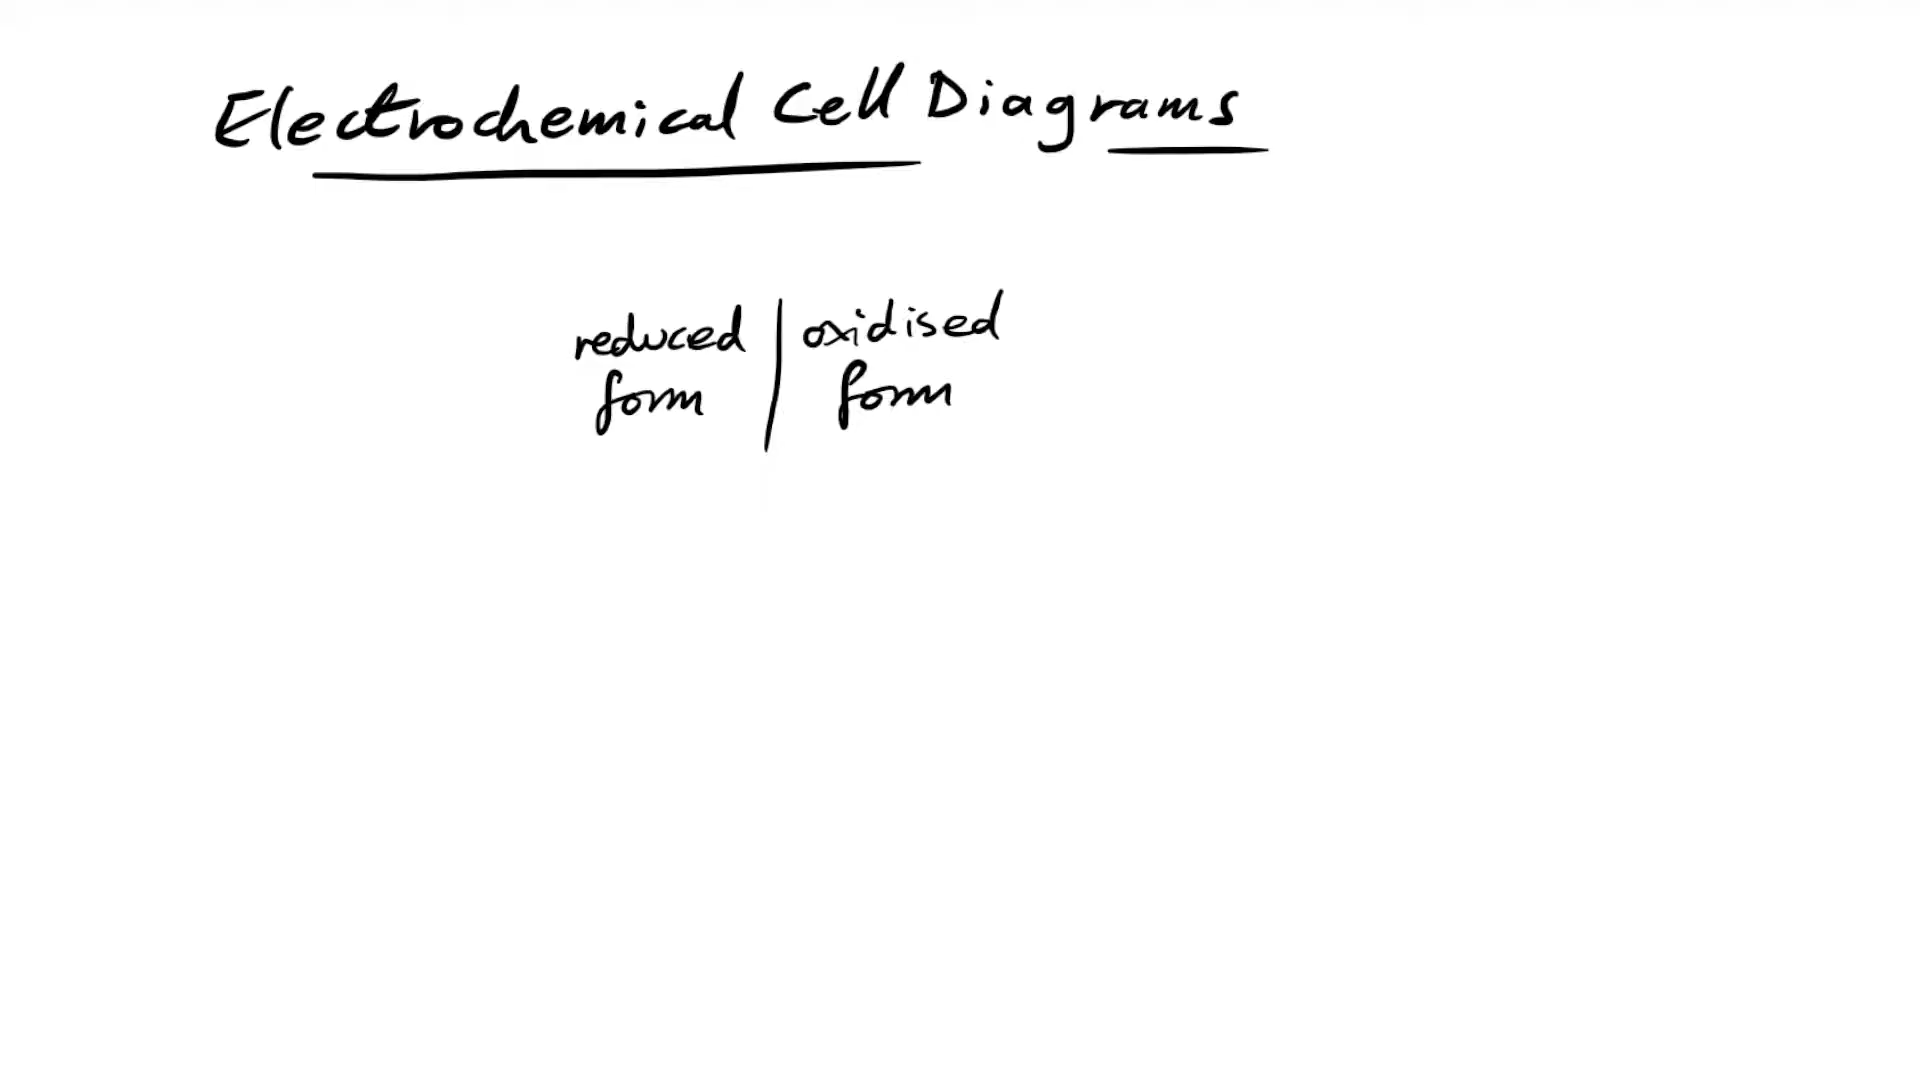 Electrochemical Cell Diagrams
reduced | oxidised
form | form